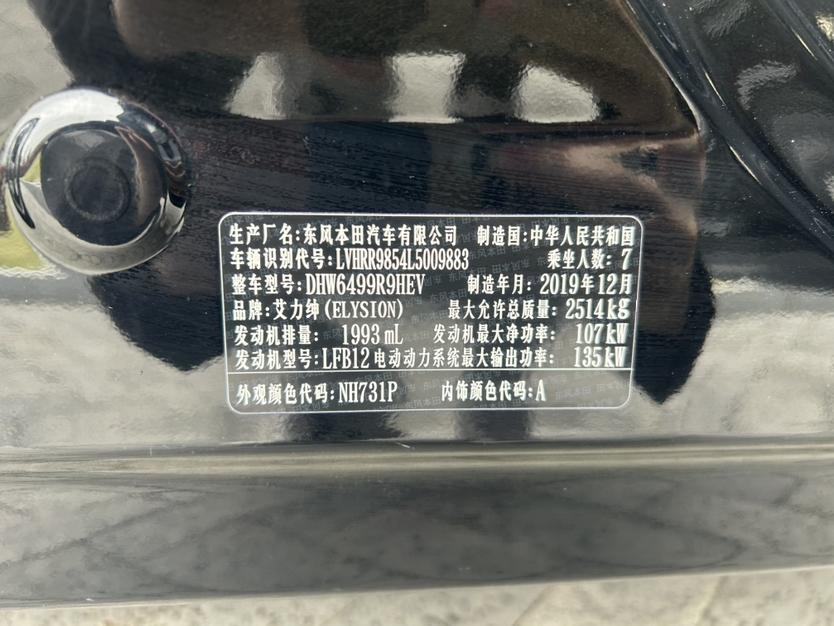 生产厂名:东风本田汽车有限公司 制造国:中华人民共和国
车辆识别代号:LVHRR9854L5009883 乘坐人数: 7
整车型号:DHW6499R9HEV 制造年月:2019年12月
品牌:艾力绅(ELYSION) 最大允许总质量: 2514kg
发动机排量: 1993 mL 发动机最大净功率: 107kW
发动机型号:LFB12 电动动力系统最大输出功率: 135kW
外观颜色代码:NH731P 内饰颜色代码:A